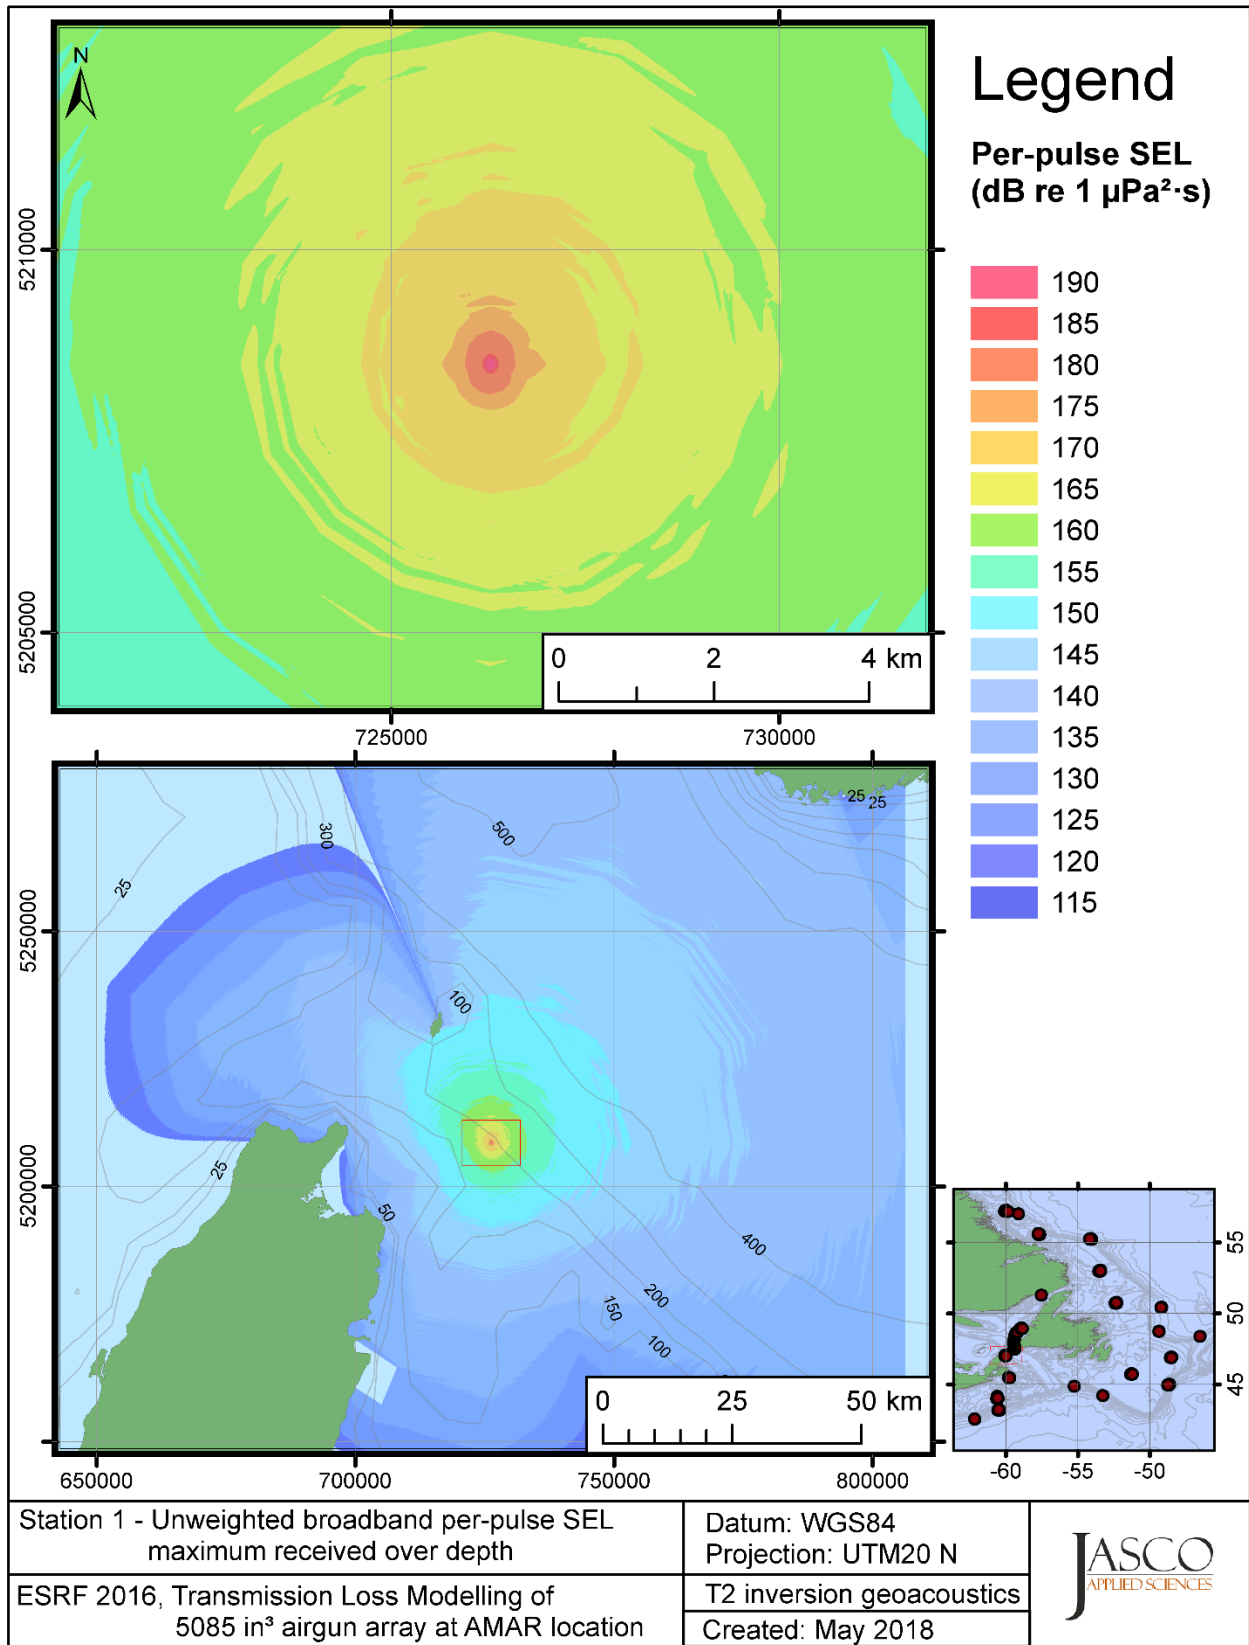 N
5210000
5205000
0 2 4 km
725000 730000
Legend
Per-pulse SEL
(dB re 1 µPa²·s)
190
185
180
175
170
165
160
155
150
145
140
135
130
125
120
115
25
300
500
25 25
100
25
50
400
200
150
100
5250000
5200000
0 25 50 km
650000 700000 750000 800000
55
50
45
-60 -55 -50
Station 1 - Unweighted broadband per-pulse SEL
maximum received over depth
ESRF 2016, Transmission Loss Modelling of
5085 in³ airgun array at AMAR location
Datum: WGS84
Projection: UTM20 N
T2 inversion geoacoustics
Created: May 2018
JASCO
APPLIED SCIENCES